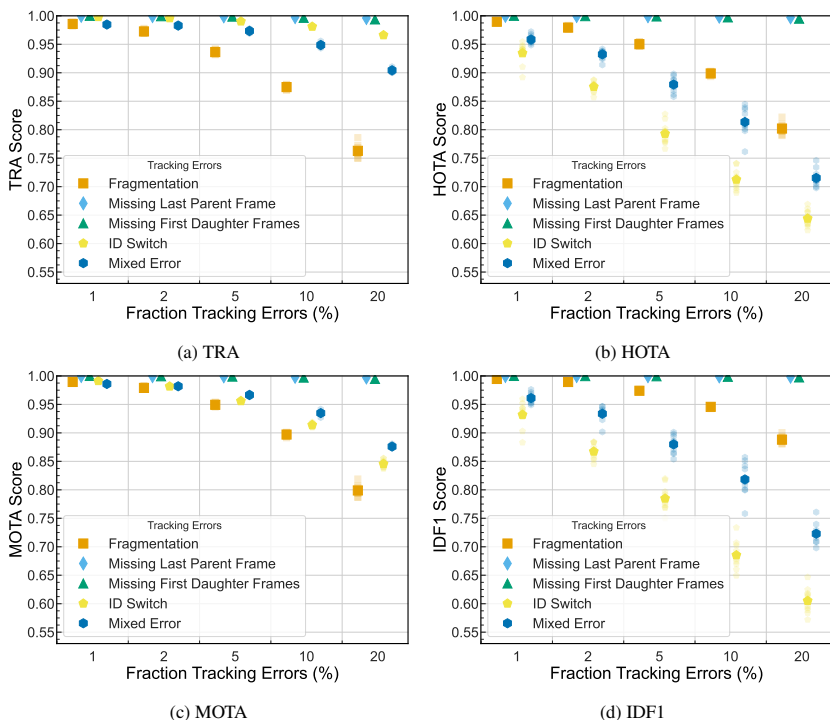 1.00
0.95
0.90
0.85
0.80
0.75
0.70
0.65
0.60
0.55
TRA Score
Tracking Errors
Fragmentation
Missing Last Parent Frame
Missing First Daughter Frames
ID Switch
Mixed Error
1 2 5 10 20
Fraction Tracking Errors (%)
(a) TRA
1.00
0.95
0.90
0.85
0.80
0.75
0.70
0.65
0.60
0.55
HOTA Score
Tracking Errors
Fragmentation
Missing Last Parent Frame
Missing First Daughter Frames
ID Switch
Mixed Error
1 2 5 10 20
Fraction Tracking Errors (%)
(b) HOTA
1.00
0.95
0.90
0.85
0.80
0.75
0.70
0.65
0.60
0.55
MOTA Score
Tracking Errors
Fragmentation
Missing Last Parent Frame
Missing First Daughter Frames
ID Switch
Mixed Error
1 2 5 10 20
Fraction Tracking Errors (%)
(c) MOTA
1.00
0.95
0.90
0.85
0.80
0.75
0.70
0.65
0.60
0.55
IDF1 Score
Tracking Errors
Fragmentation
Missing Last Parent Frame
Missing First Daughter Frames
ID Switch
Mixed Error
1 2 5 10 20
Fraction Tracking Errors (%)
(d) IDF1